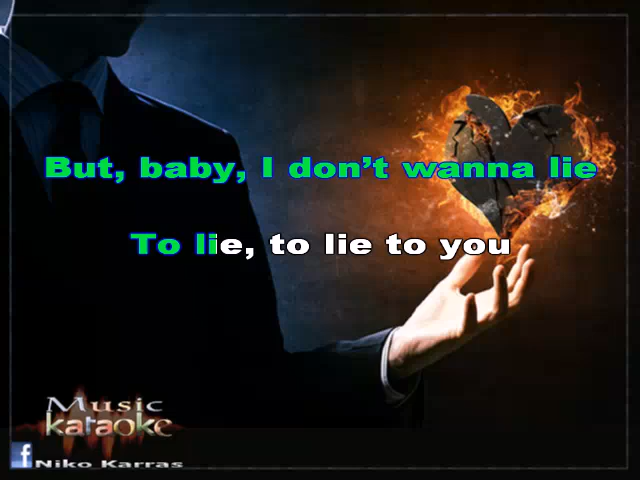 But, baby, I don’t wanna lie
To lie, to lie to you
Music
karaoke
f Niko Karras